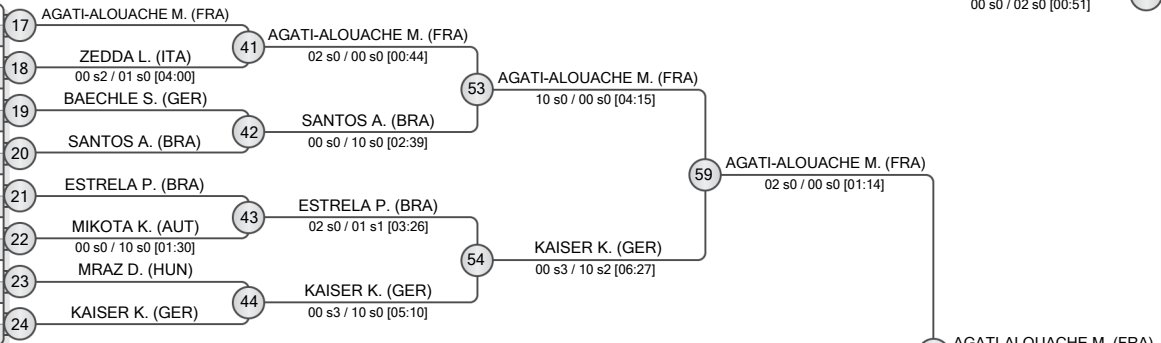 00 s0 / 02 s0 [00:51]
17
AGATI-ALOUACHE M. (FRA)
41
AGATI-ALOUACHE M. (FRA)
02 s0 / 00 s0 [00:44]
18
ZEDDA L. (ITA)
00 s2 / 01 s0 [04:00]
53
AGATI-ALOUACHE M. (FRA)
10 s0 / 00 s0 [04:15]
19
BAECHLE S. (GER)
42
SANTOS A. (BRA)
00 s0 / 10 s0 [02:39]
20
SANTOS A. (BRA)
59
AGATI-ALOUACHE M. (FRA)
02 s0 / 00 s0 [01:14]
21
ESTRELA P. (BRA)
43
ESTRELA P. (BRA)
02 s0 / 01 s1 [03:26]
22
MIKOTA K. (AUT)
00 s0 / 10 s0 [01:30]
54
KAISER K. (GER)
00 s3 / 10 s2 [06:27]
23
MRAZ D. (HUN)
44
KAISER K. (GER)
00 s3 / 10 s0 [05:10]
24
KAISER K. (GER)
AGATI-ALOUACHE M. (FRA)